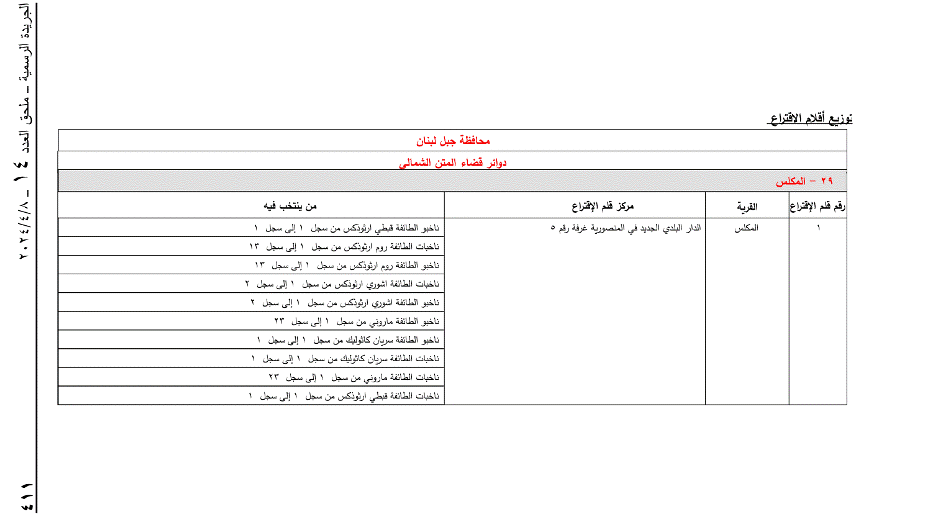 الجريدة الرسمية – ملحق العدد ١٤ – ٢٠٢٤/٤/٨
توزيع أقلام الاقتراع
محافظة جبل لبنان
دوائر قضاء المتن الشمالي
٢٩ - المكلس
رقم قلم الإقتراع القرية مركز قلم الإقتراع من ينتخب فيه
١ المكلس الدار البلدي الجديد في المنصورية غرفة رقم ٥ ناخبو الطائفة قبطي ارثوذكس من سجل ١ إلى سجل ١
ناخبات الطائفة روم ارثوذكس من سجل ١ إلى سجل ١٣
ناخبو الطائفة روم ارثوذكس من سجل ١ إلى سجل ١٣
ناخبات الطائفة اشوري ارثوذكس من سجل ١ إلى سجل ٢
ناخبو الطائفة اشوري ارثوذكس من سجل ١ إلى سجل ٢
ناخبو الطائفة ماروني من سجل ١ إلى سجل ٢٣
ناخبو الطائفة سريان كاثوليك من سجل ١ إلى سجل ١
ناخبات الطائفة سريان كاثوليك من سجل ١ إلى سجل ١
ناخبات الطائفة ماروني من سجل ١ إلى سجل ٢٣
ناخبات الطائفة قبطي ارثوذكس من سجل ١ إلى سجل ١
٤١١